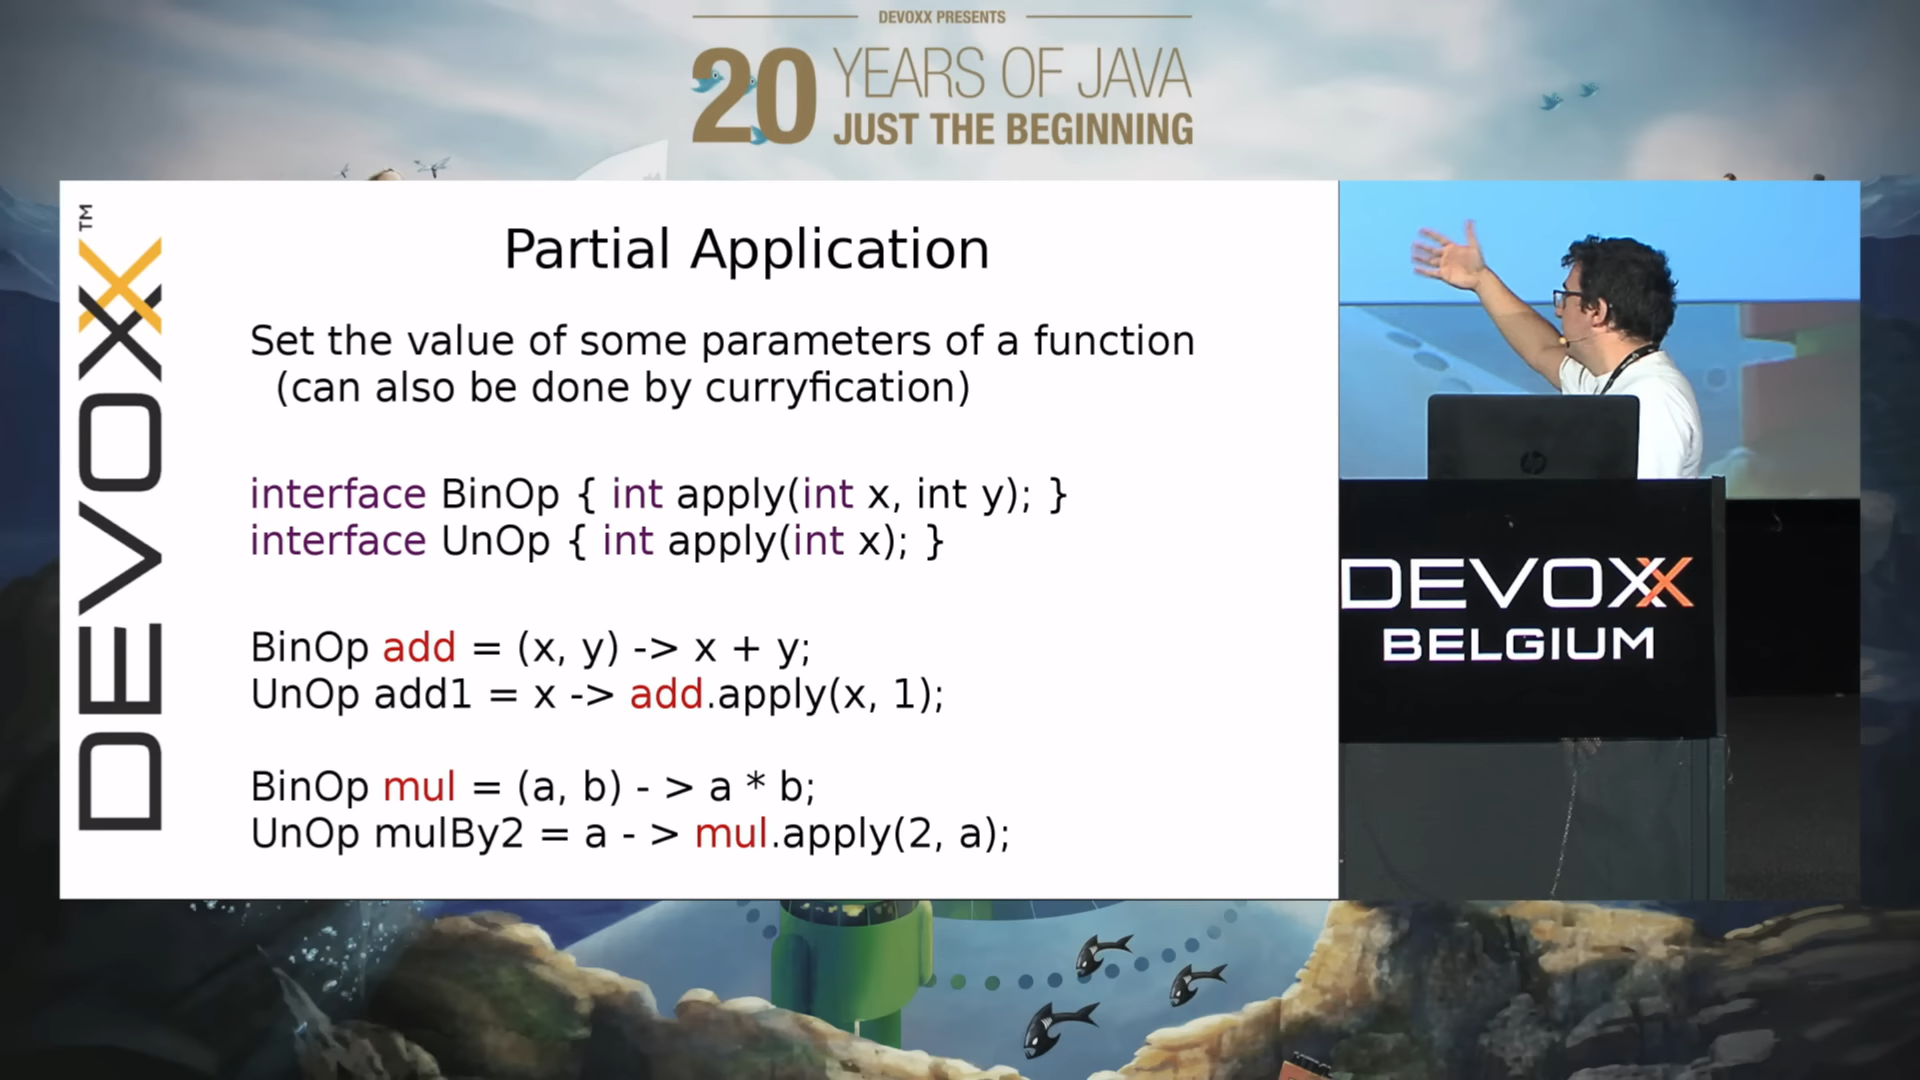 DEVOXX PRESENTS
20 YEARS OF JAVA
JUST THE BEGINNING
DEVOXX™
Partial Application
Set the value of some parameters of a function
(can also be done by curryfication)
interface BinOp { int apply(int x, int y); }
interface UnOp { int apply(int x); }
BinOp add = (x, y) -> x + y;
UnOp add1 = x -> add.apply(x, 1);
BinOp mul = (a, b) - > a * b;
UnOp mulBy2 = a - > mul.apply(2, a);
hp
DEVOXX
BELGIUM